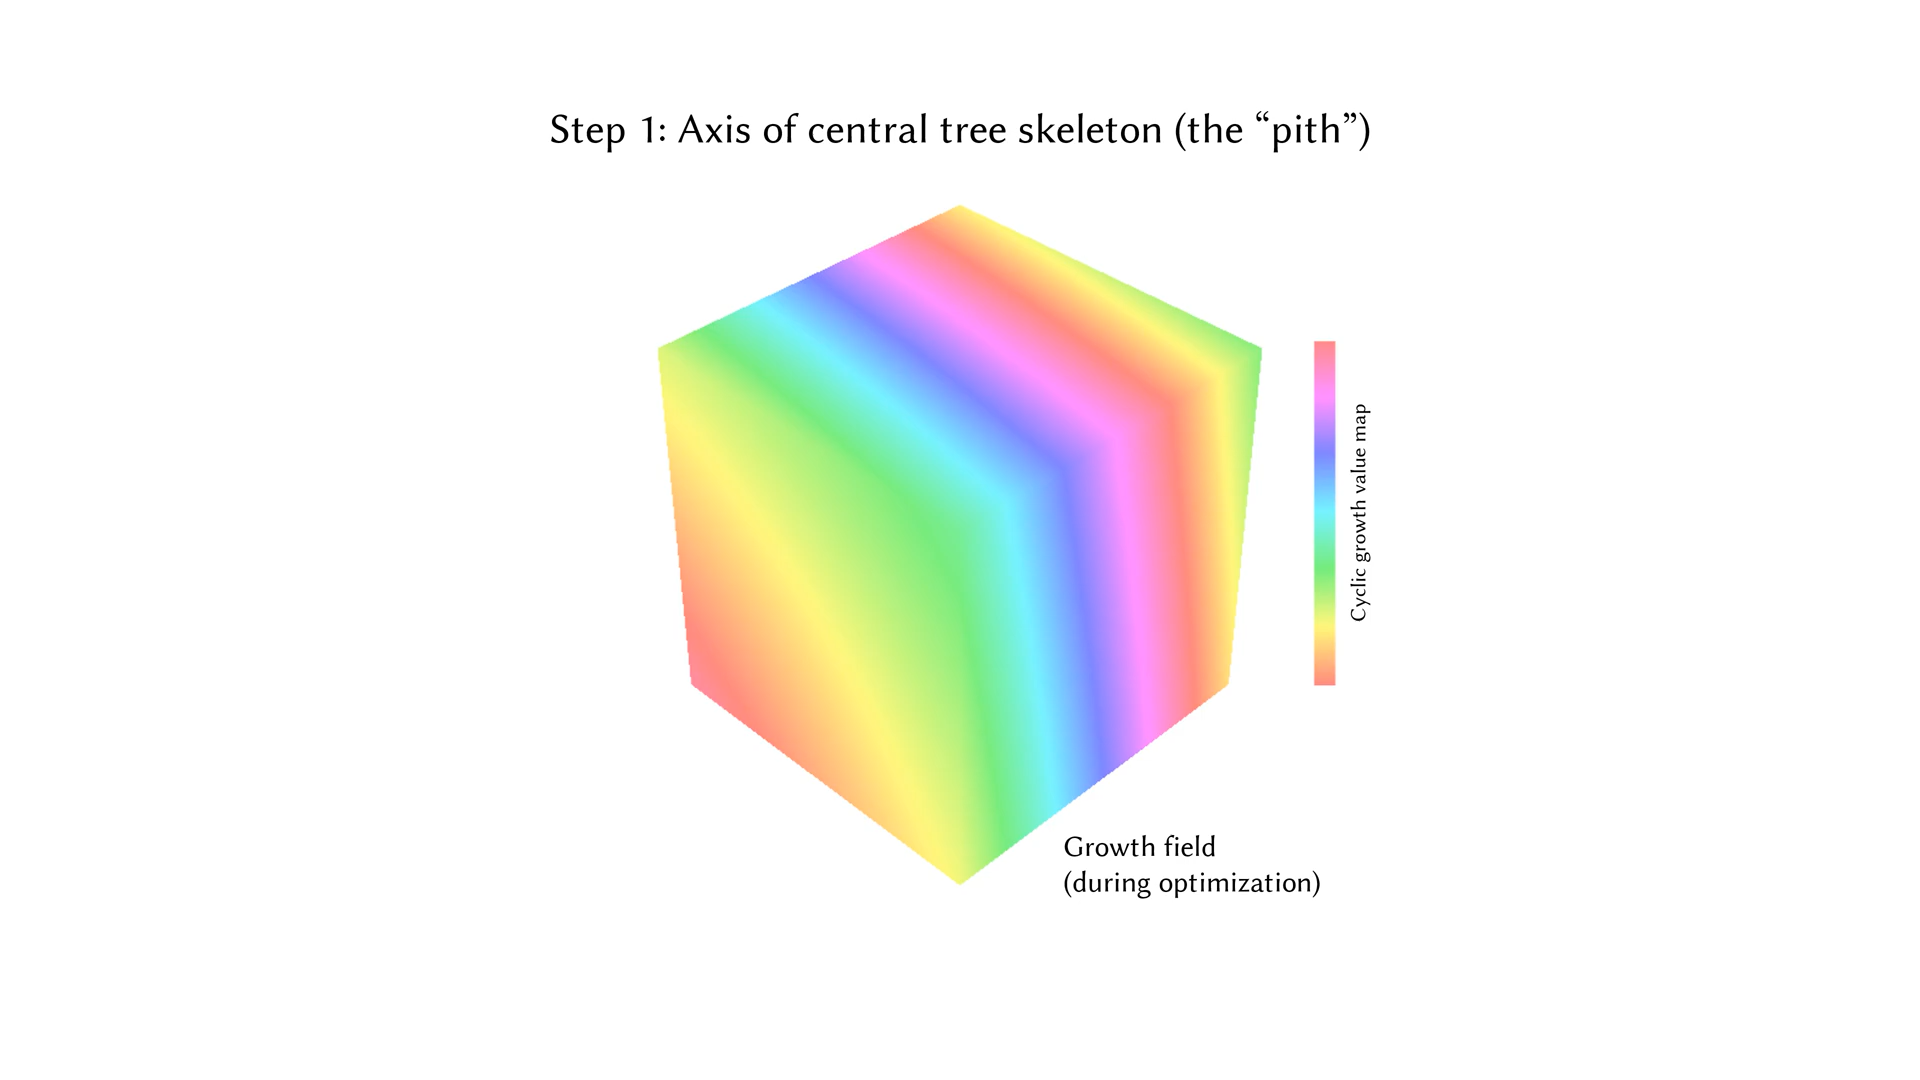 Step 1: Axis of central tree skeleton (the “pith”)
Cyclic growth value map
Growth field
(during optimization)